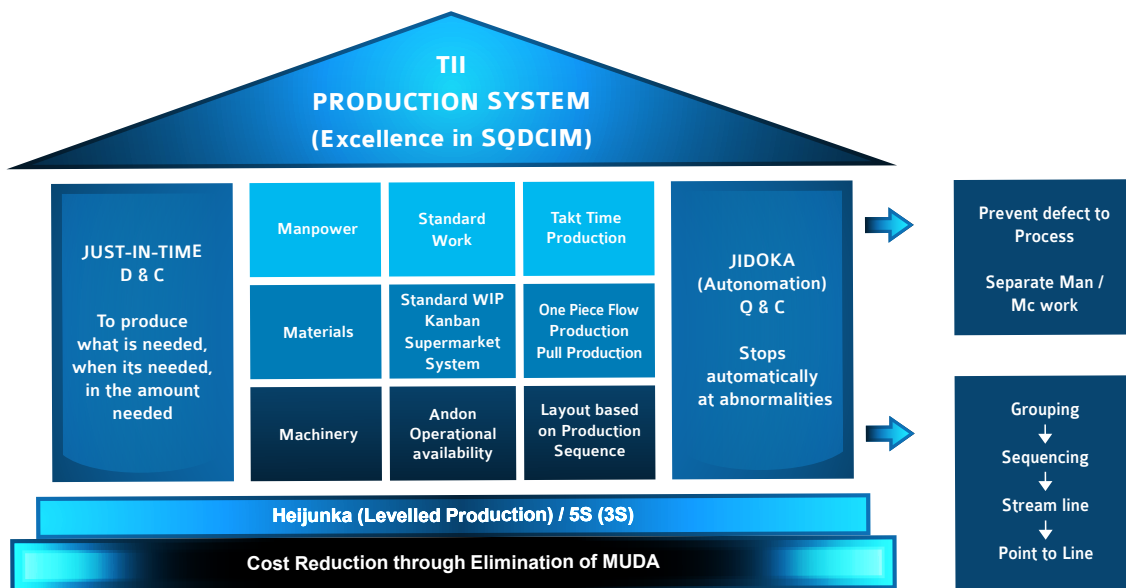 TII
PRODUCTION SYSTEM
(Excellence in SQDCIM)
JUST-IN-TIME
D & C
To produce
what is needed,
when its needed,
in the amount
needed
Manpower
Standard
Work
Takt Time
Production
Materials
Standard WIP
Kanban
Supermarket
System
One Piece Flow
Production
Pull Production
Machinery
Andon
Operational
availability
Layout based
on Production
Sequence
JIDOKA
(Autonomation)
Q & C
Stops
automatically
at abnormalities
Prevent defect to
Process
Separate Man /
Mc work
Grouping
Sequencing
Stream line
Point to Line
Heijunka (Levelled Production) / 5S (3S)
Cost Reduction through Elimination of MUDA